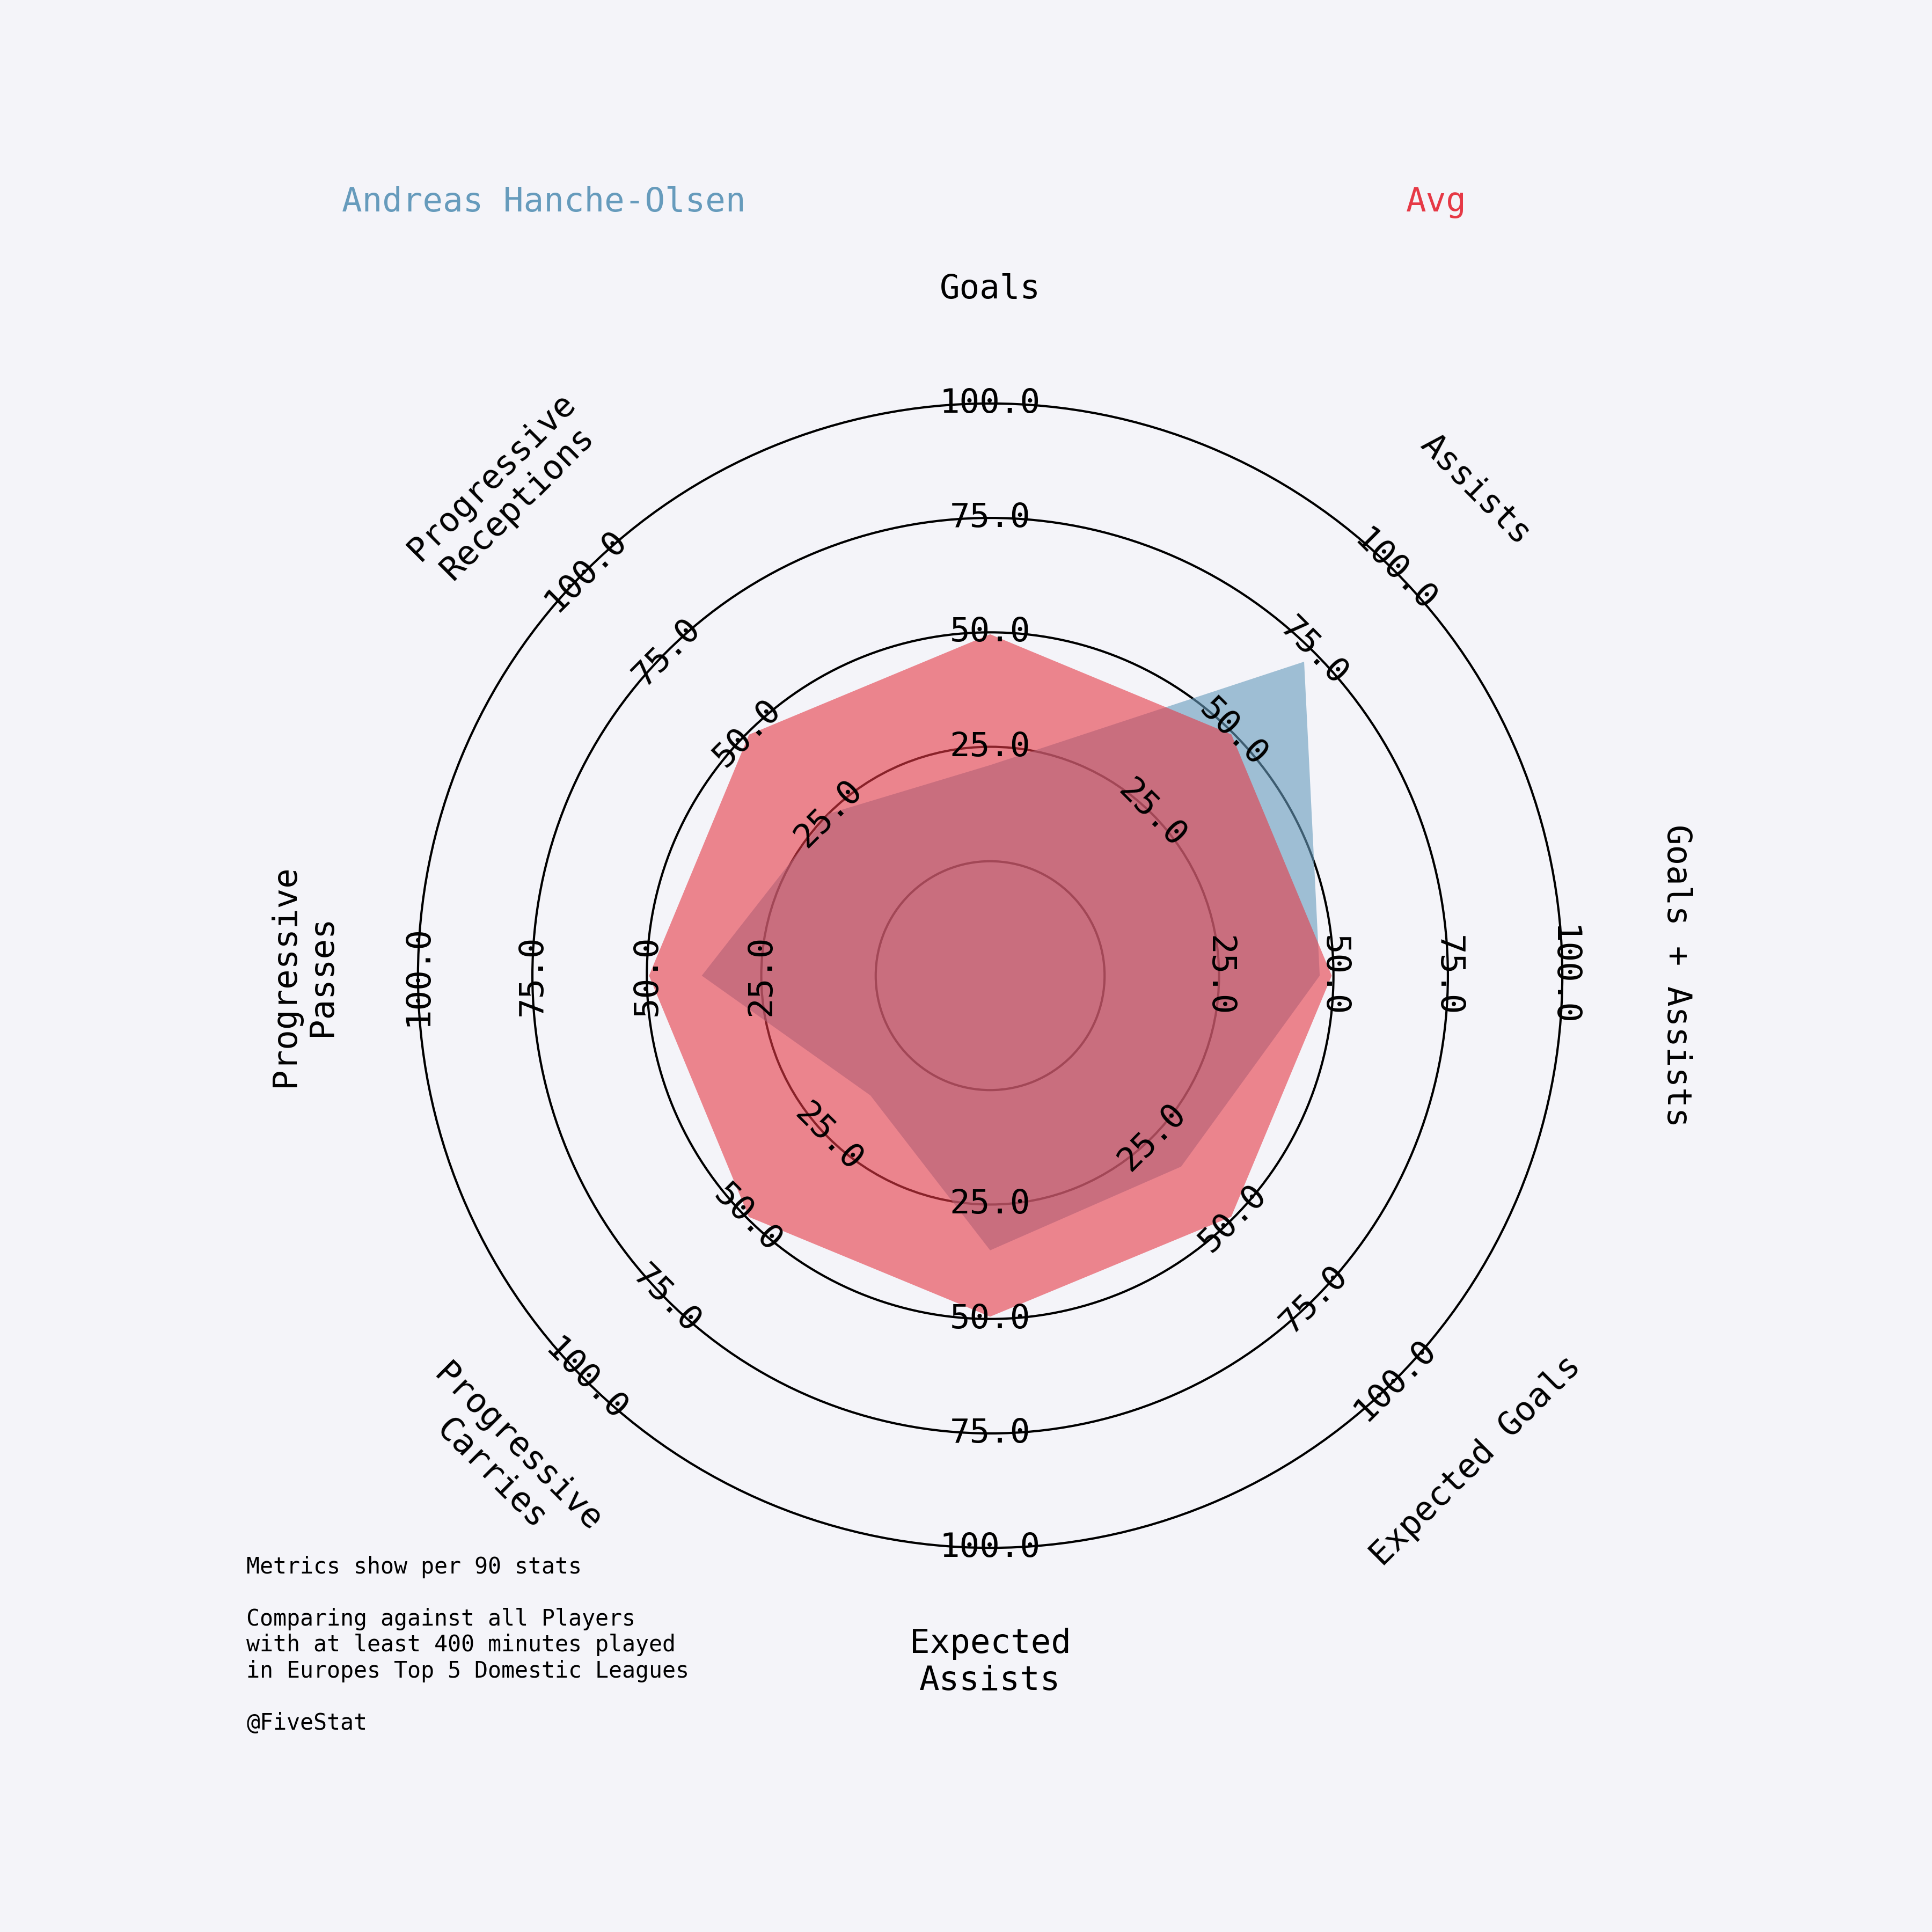 Andreas Hanche-Olsen
Avg
Goals
Assists
Goals + Assists
Expected Goals
Expected
Assists
Progressive
Carries
Progressive
Passes
Progressive
Receptions
25.0
50.0
75.0
100.0
25.0
50.0
75.0
100.0
25.0
50.0
75.0
100.0
25.0
50.0
75.0
100.0
25.0
50.0
75.0
100.0
25.0
50.0
75.0
100.0
25.0
50.0
75.0
100.0
25.0
50.0
75.0
100.0
Metrics show per 90 stats
Comparing against all Players
with at least 400 minutes played
in Europes Top 5 Domestic Leagues
@FiveStat